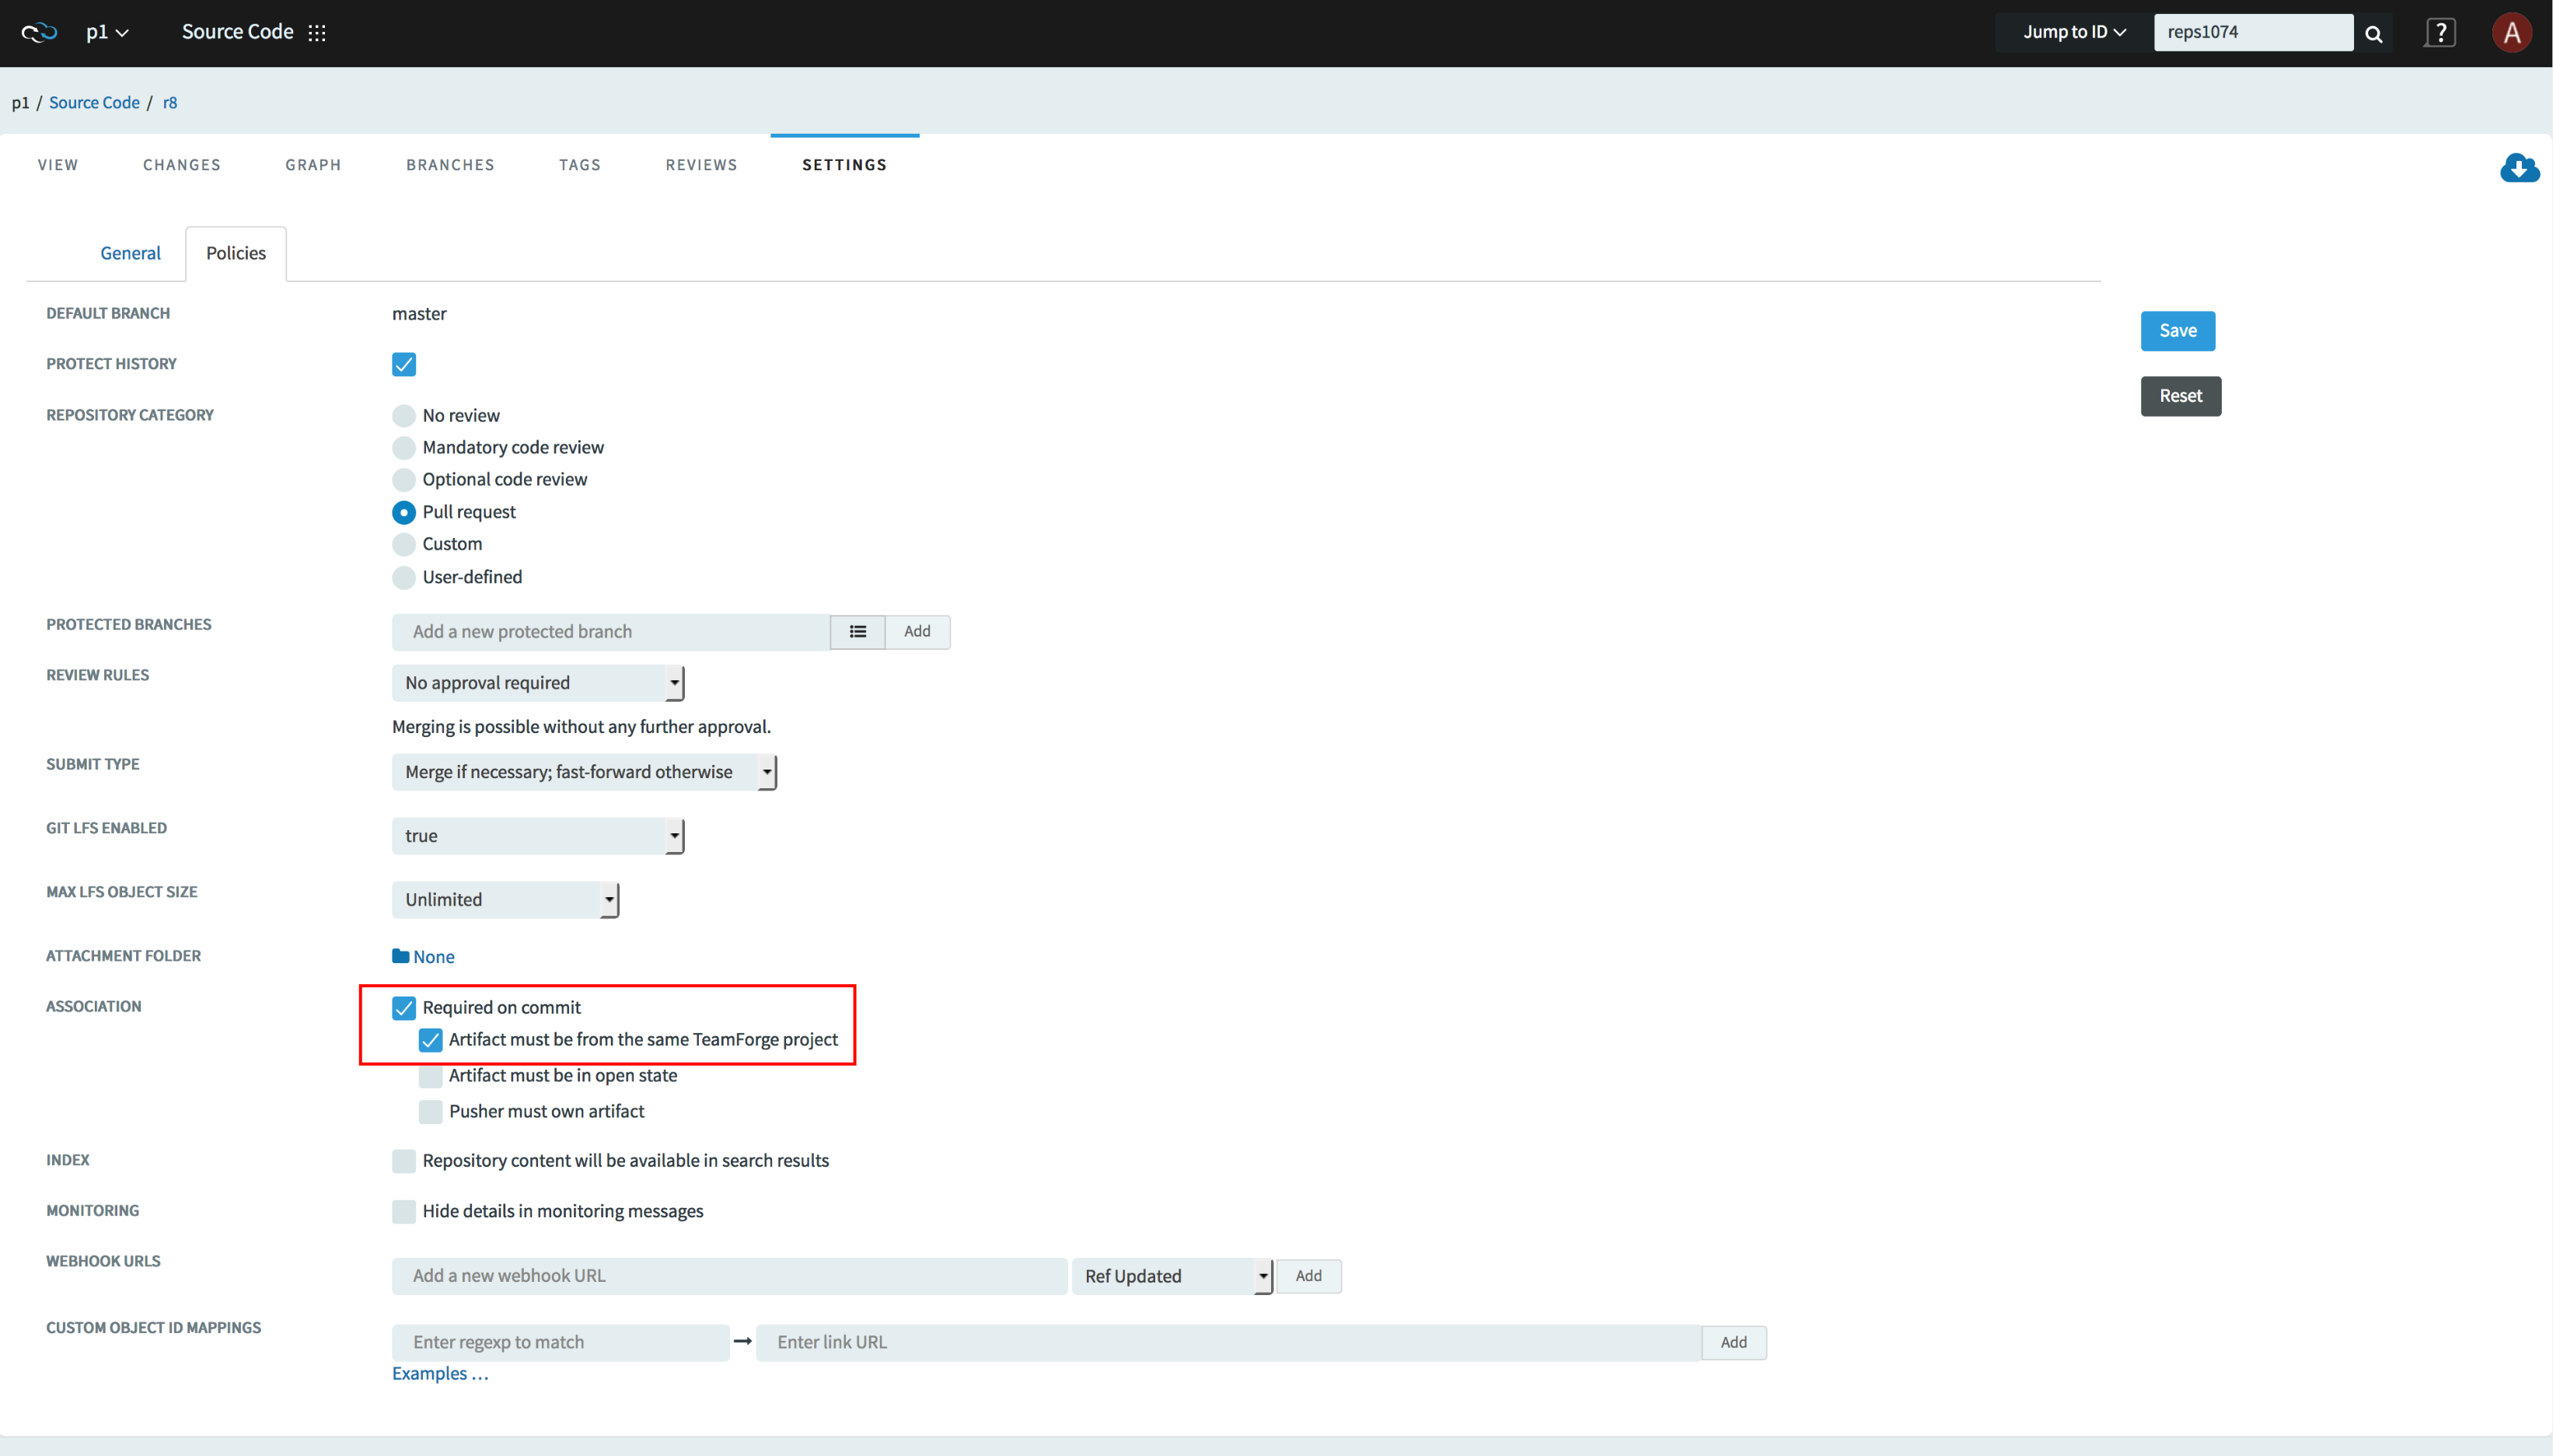 p1
Source Code
Jump to ID
reps1074
?
A
p1 / Source Code / r8
VIEW CHANGES GRAPH BRANCHES TAGS REVIEWS SETTINGS
General Policies
DEFAULT BRANCH master
Save
PROTECT HISTORY
Reset
REPOSITORY CATEGORY No review
Mandatory code review
Optional code review
Pull request
Custom
User-defined
PROTECTED BRANCHES Add a new protected branch Add
REVIEW RULES No approval required
Merging is possible without any further approval.
SUBMIT TYPE Merge if necessary; fast-forward otherwise
GIT LFS ENABLED true
MAX LFS OBJECT SIZE Unlimited
ATTACHMENT FOLDER None
ASSOCIATION Required on commit
Artifact must be from the same TeamForge project
Artifact must be in open state
Pusher must own artifact
INDEX Repository content will be available in search results
MONITORING Hide details in monitoring messages
WEBHOOK URLS Add a new webhook URL Ref Updated Add
CUSTOM OBJECT ID MAPPINGS Enter regexp to match Enter link URL Add
Examples …